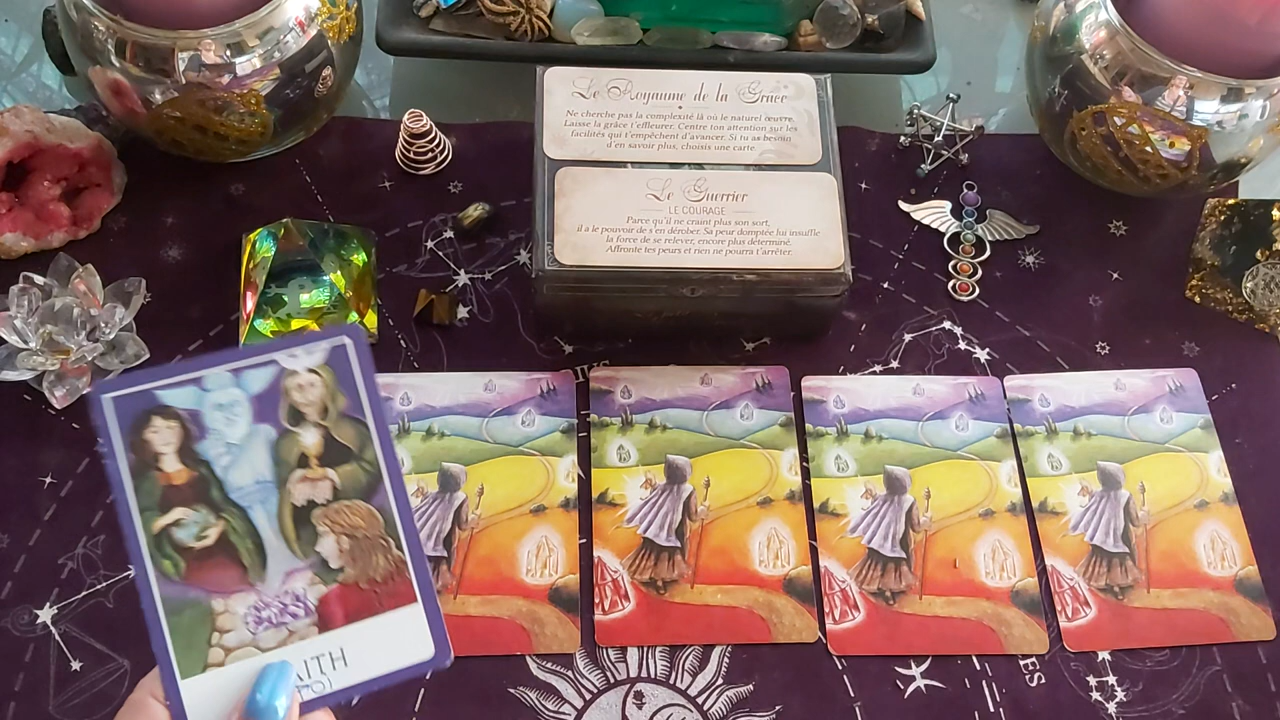 Le Royaume de la Grâce
Ne cherche pas la complexité là où le naturel œuvre.
Laisse la grâce t'effleurer. Centre ton attention sur les
facilités qui t'empêchent d'avancer. Si tu as besoin
d'en savoir plus, choisis une carte.
Le Guerrier
LE COURAGE
Parce qu'il ne craint plus son sort,
il a le pouvoir de s'en dérober. Sa peur domptée lui insuffle
la force de se relever, encore plus déterminé.
Affronte tes peurs et rien ne pourra t'arrêter.
AITH